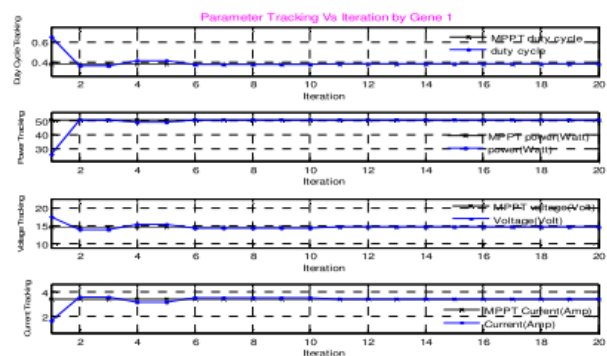 Parameter Tracking Vs Iteration by Gene 1
Duty Cycle Tracking
0.6
0.4
MPPT duty cycle
duty cycle
2 4 6 8 10 12 14 16 18 20
Iteration
Power Tracking
50
40
30
MPPT power(Watt)
power(Watt)
2 4 6 8 10 12 14 16 18 20
Iteration
Voltage Tracking
20
15
10
MPPT voltage(Volt)
Voltage(Volt)
2 4 6 8 10 12 14 16 18 20
Iteration
Current Tracking
4
2
MPPT Current(Amp)
Current(Amp)
2 4 6 8 10 12 14 16 18 20
Iteration